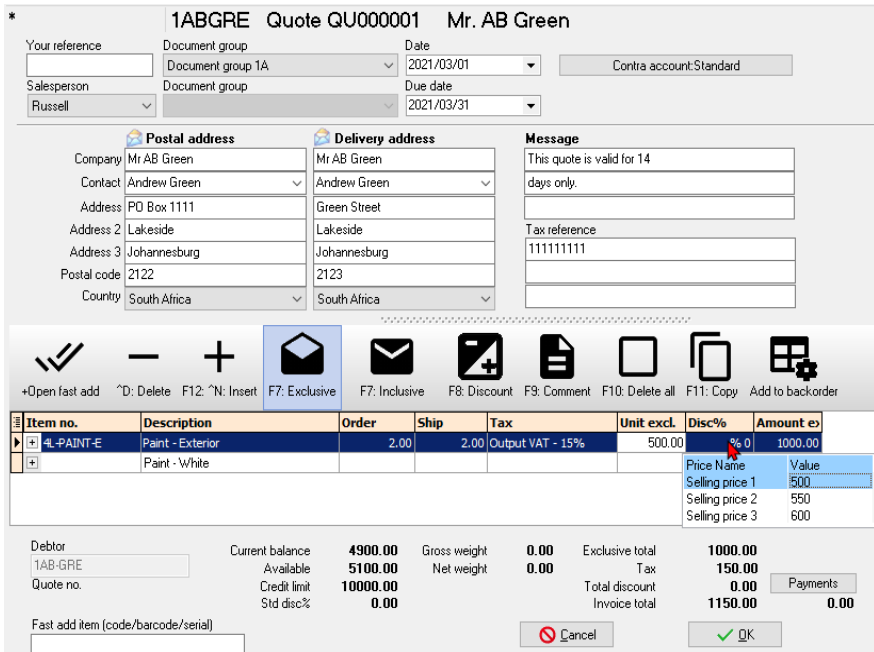 *
1ABGRE Quote QU000001 Mr. AB Green
Your reference Document group Date
Document group 1A 2021/03/01 Contra account:Standard
Salesperson Document group Due date
Russell 2021/03/31
Postal address Delivery address Message
Company Mr AB Green Mr AB Green This quote is valid for 14
Contact Andrew Green Andrew Green days only.
Address PO Box 1111 Green Street
Address 2 Lakeside Lakeside Tax reference
Address 3 Johannesburg Johannesburg 111111111
Postal code 2122 2123
Country South Africa South Africa
+Open fast add ^D: Delete F12: ^N: Insert F7: Exclusive F7: Inclusive F8: Discount F9: Comment F10: Delete all F11: Copy Add to backorder
Item no. Description Order Ship Tax Unit excl. Disc% Amount ex
4L-PAINT-E Paint - Exterior 2.00 2.00 Output VAT - 15% 500.00 % 0 1000.00
Paint - White
Price Name Value
Selling price 1 500
Selling price 2 550
Selling price 3 600
Debtor Current balance 4900.00 Gross weight 0.00 Exclusive total 1000.00
1AB-GRE Available 5100.00 Net weight 0.00 Tax 150.00
Quote no. Credit limit 10000.00 Total discount 0.00 Payments
Std disc% 0.00 Invoice total 1150.00 0.00
Fast add item (code/barcode/serial)
Cancel OK